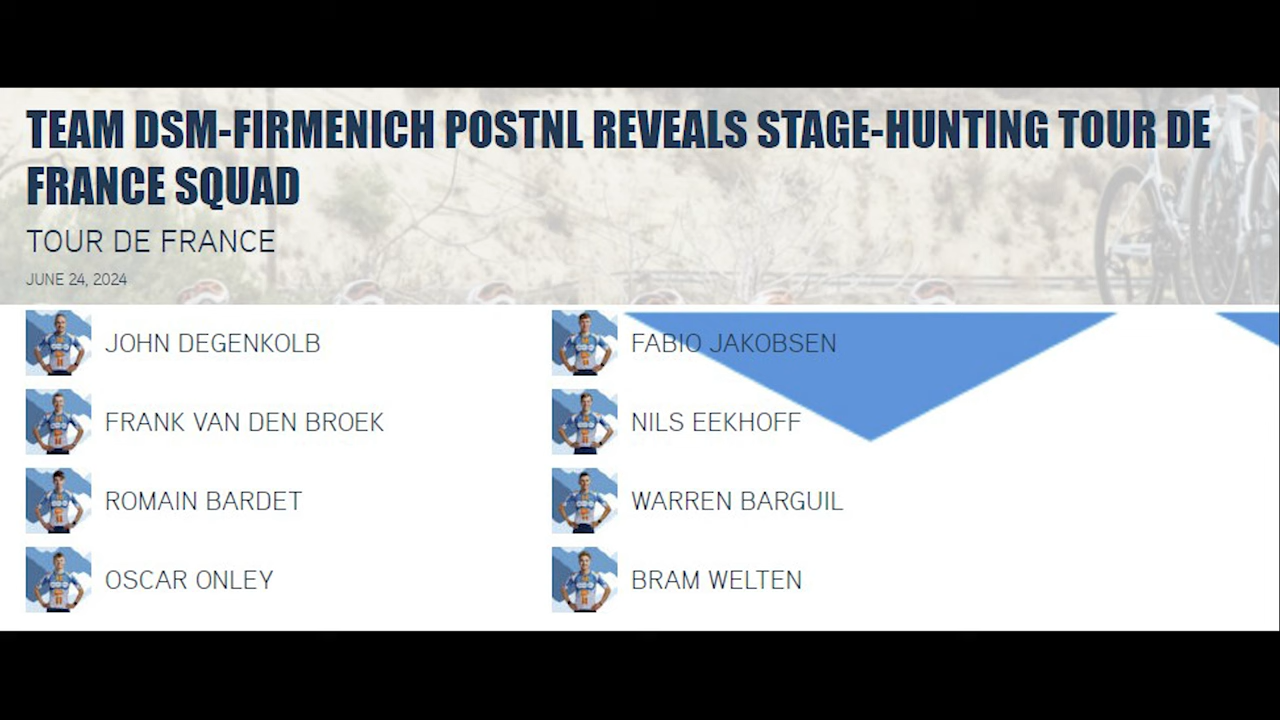 TEAM DSM-FIRMENICH POSTNL REVEALS STAGE-HUNTING TOUR DE
FRANCE SQUAD
TOUR DE FRANCE
JUNE 24, 2024
JOHN DEGENKOLB
FABIO JAKOBSEN
FRANK VAN DEN BROEK
NILS EEKHOFF
ROMAIN BARDET
WARREN BARGUIL
OSCAR ONLEY
BRAM WELTEN